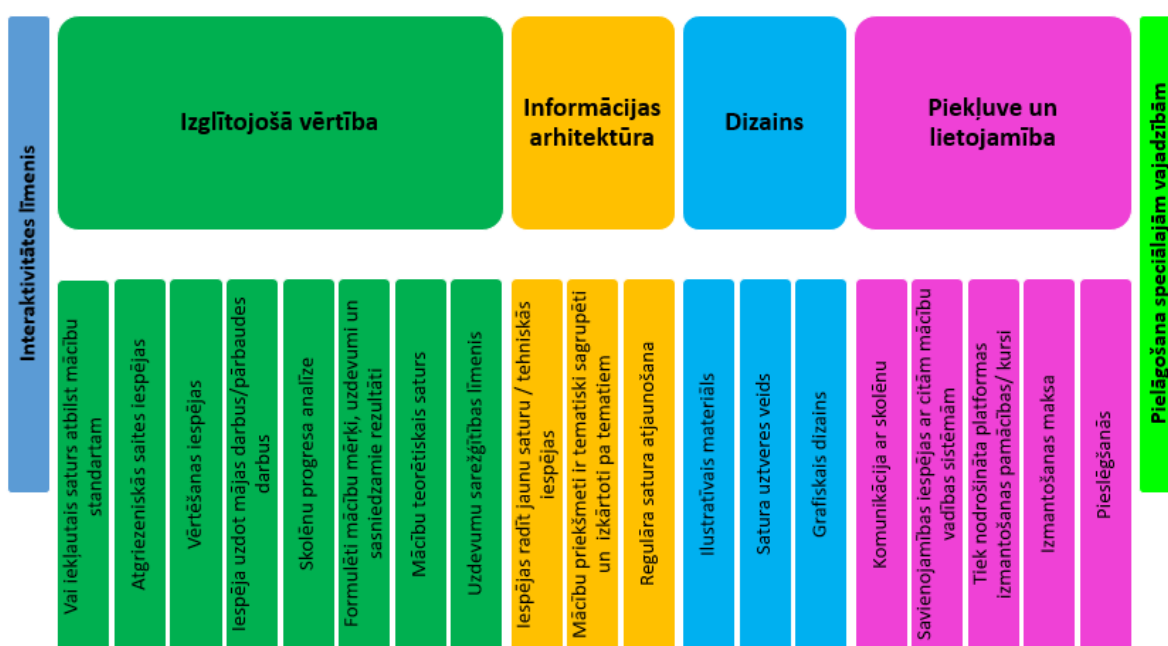 Interaktivitātes līmenis
Izglītojošā vērtība
Informācijas
arhitektūra
Dizains
Piekļuve un
lietojamība
Pielāgošana speciālajām vajadzībām
Vai iekļautais saturs atbilst mācību
standartam
Atgriezeniskās saites iespējas
Vērtēšanas iespējas
Iespēja uzdot mājas darbus/pārbaudes
darbus
Skolēnu progresa analīze
Formulēti mācību mērķi, uzdevumi un
sasniedzamie rezultāti
Mācību teorētiskais saturs
Uzdevumu sarežģītības līmenis
Iespējas radīt jaunu saturu / tehniskās
iespējas
Mācību priekšmeti ir tematiski sagrupēti
un izkārtoti pa tematiem
Regulāra satura atjaunošana
Ilustratīvais materiāls
Satura uztveres veids
Grafiskais dizains
Komunikācija ar skolēnu
Savienojamības iespējas ar citām mācību
vadības sistēmām
Tiek nodrošināta platformas
izmantošanas pamācības/ kursi
Izmantošanas maksa
Pieslēgšanās